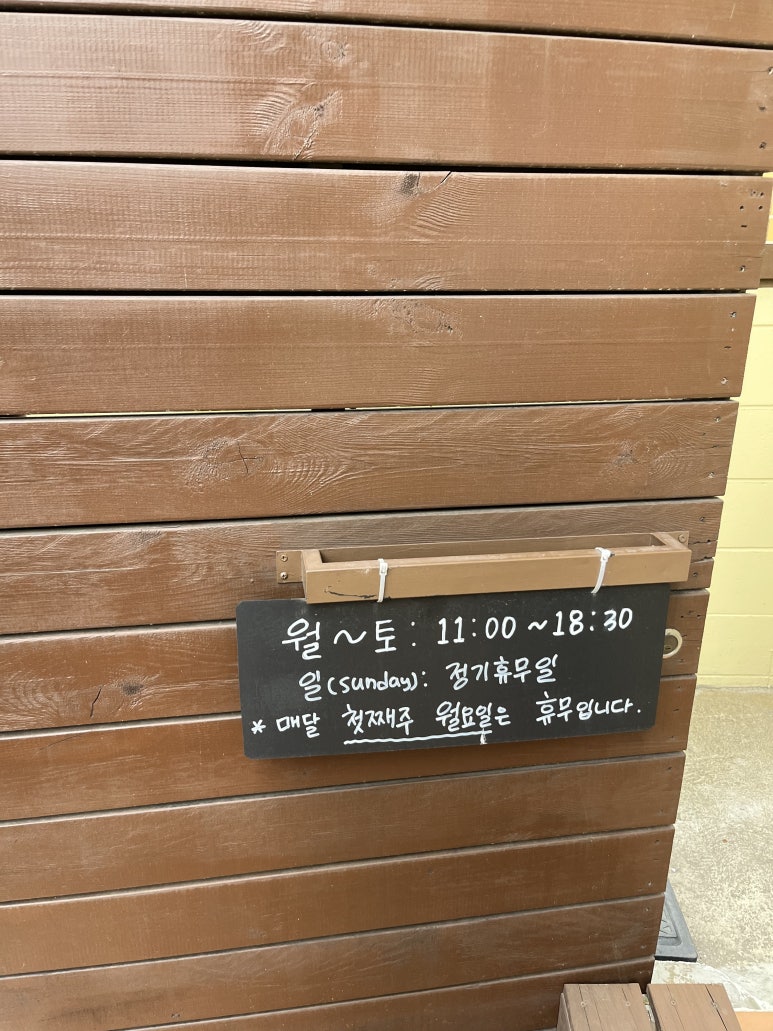 월 ~ 토 : 11:00 ~ 18:30
일(sunday) : 정기휴무일
* 매달 첫째주 월요일은 휴무입니다.